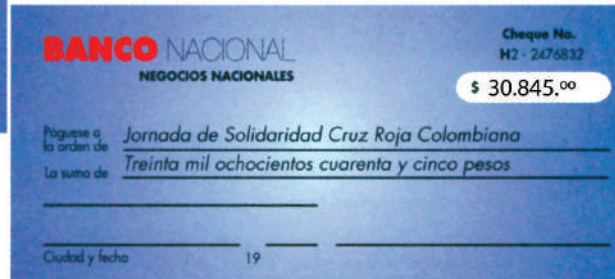 BANCO NACIONAL
NEGOCIOS NACIONALES
Cheque No.
H2 - 2476832
$ 30.845.oo
Páguese a la orden de Jornada de Solidaridad Cruz Roja Colombiana
La suma de Treinta mil ochocientos cuarenta y cinco pesos
Ciudad y fecha 19